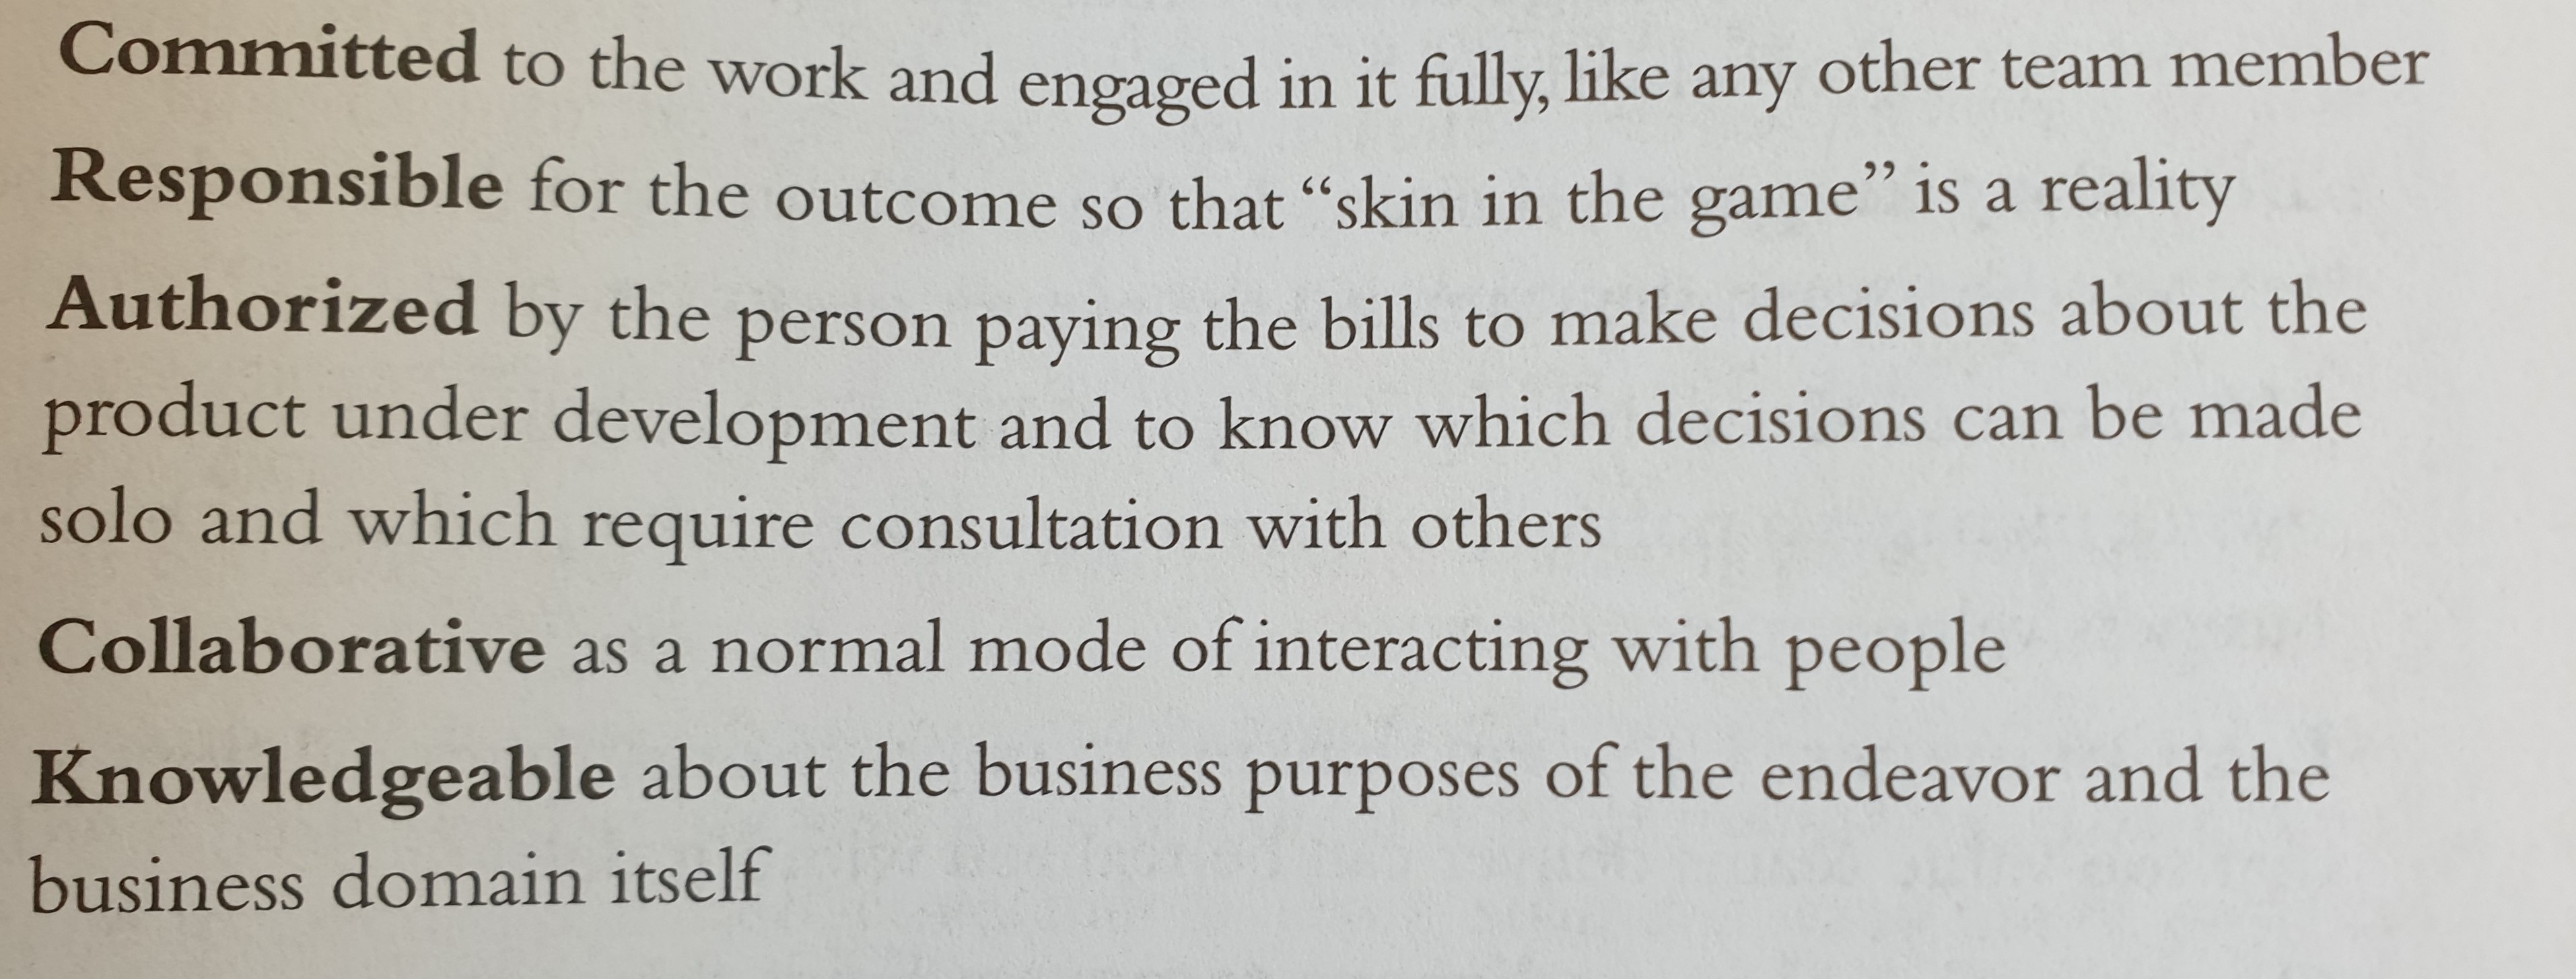 Committed to the work and engaged in it fully, like any other team member
Responsible for the outcome so that “skin in the game” is a reality
Authorized by the person paying the bills to make decisions about the
product under development and to know which decisions can be made
solo and which require consultation with others
Collaborative as a normal mode of interacting with people
Knowledgeable about the business purposes of the endeavor and the
business domain itself